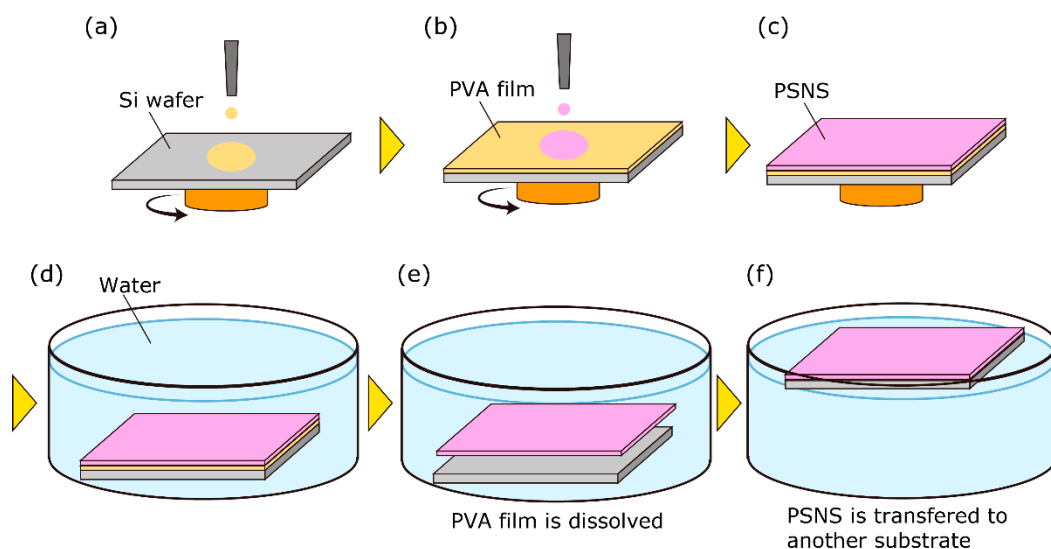 (a)
(b)
(c)
Si wafer
PVA film
PSNS
(d)
(e)
(f)
Water
PVA film is dissolved
PSNS is transfered to
another substrate